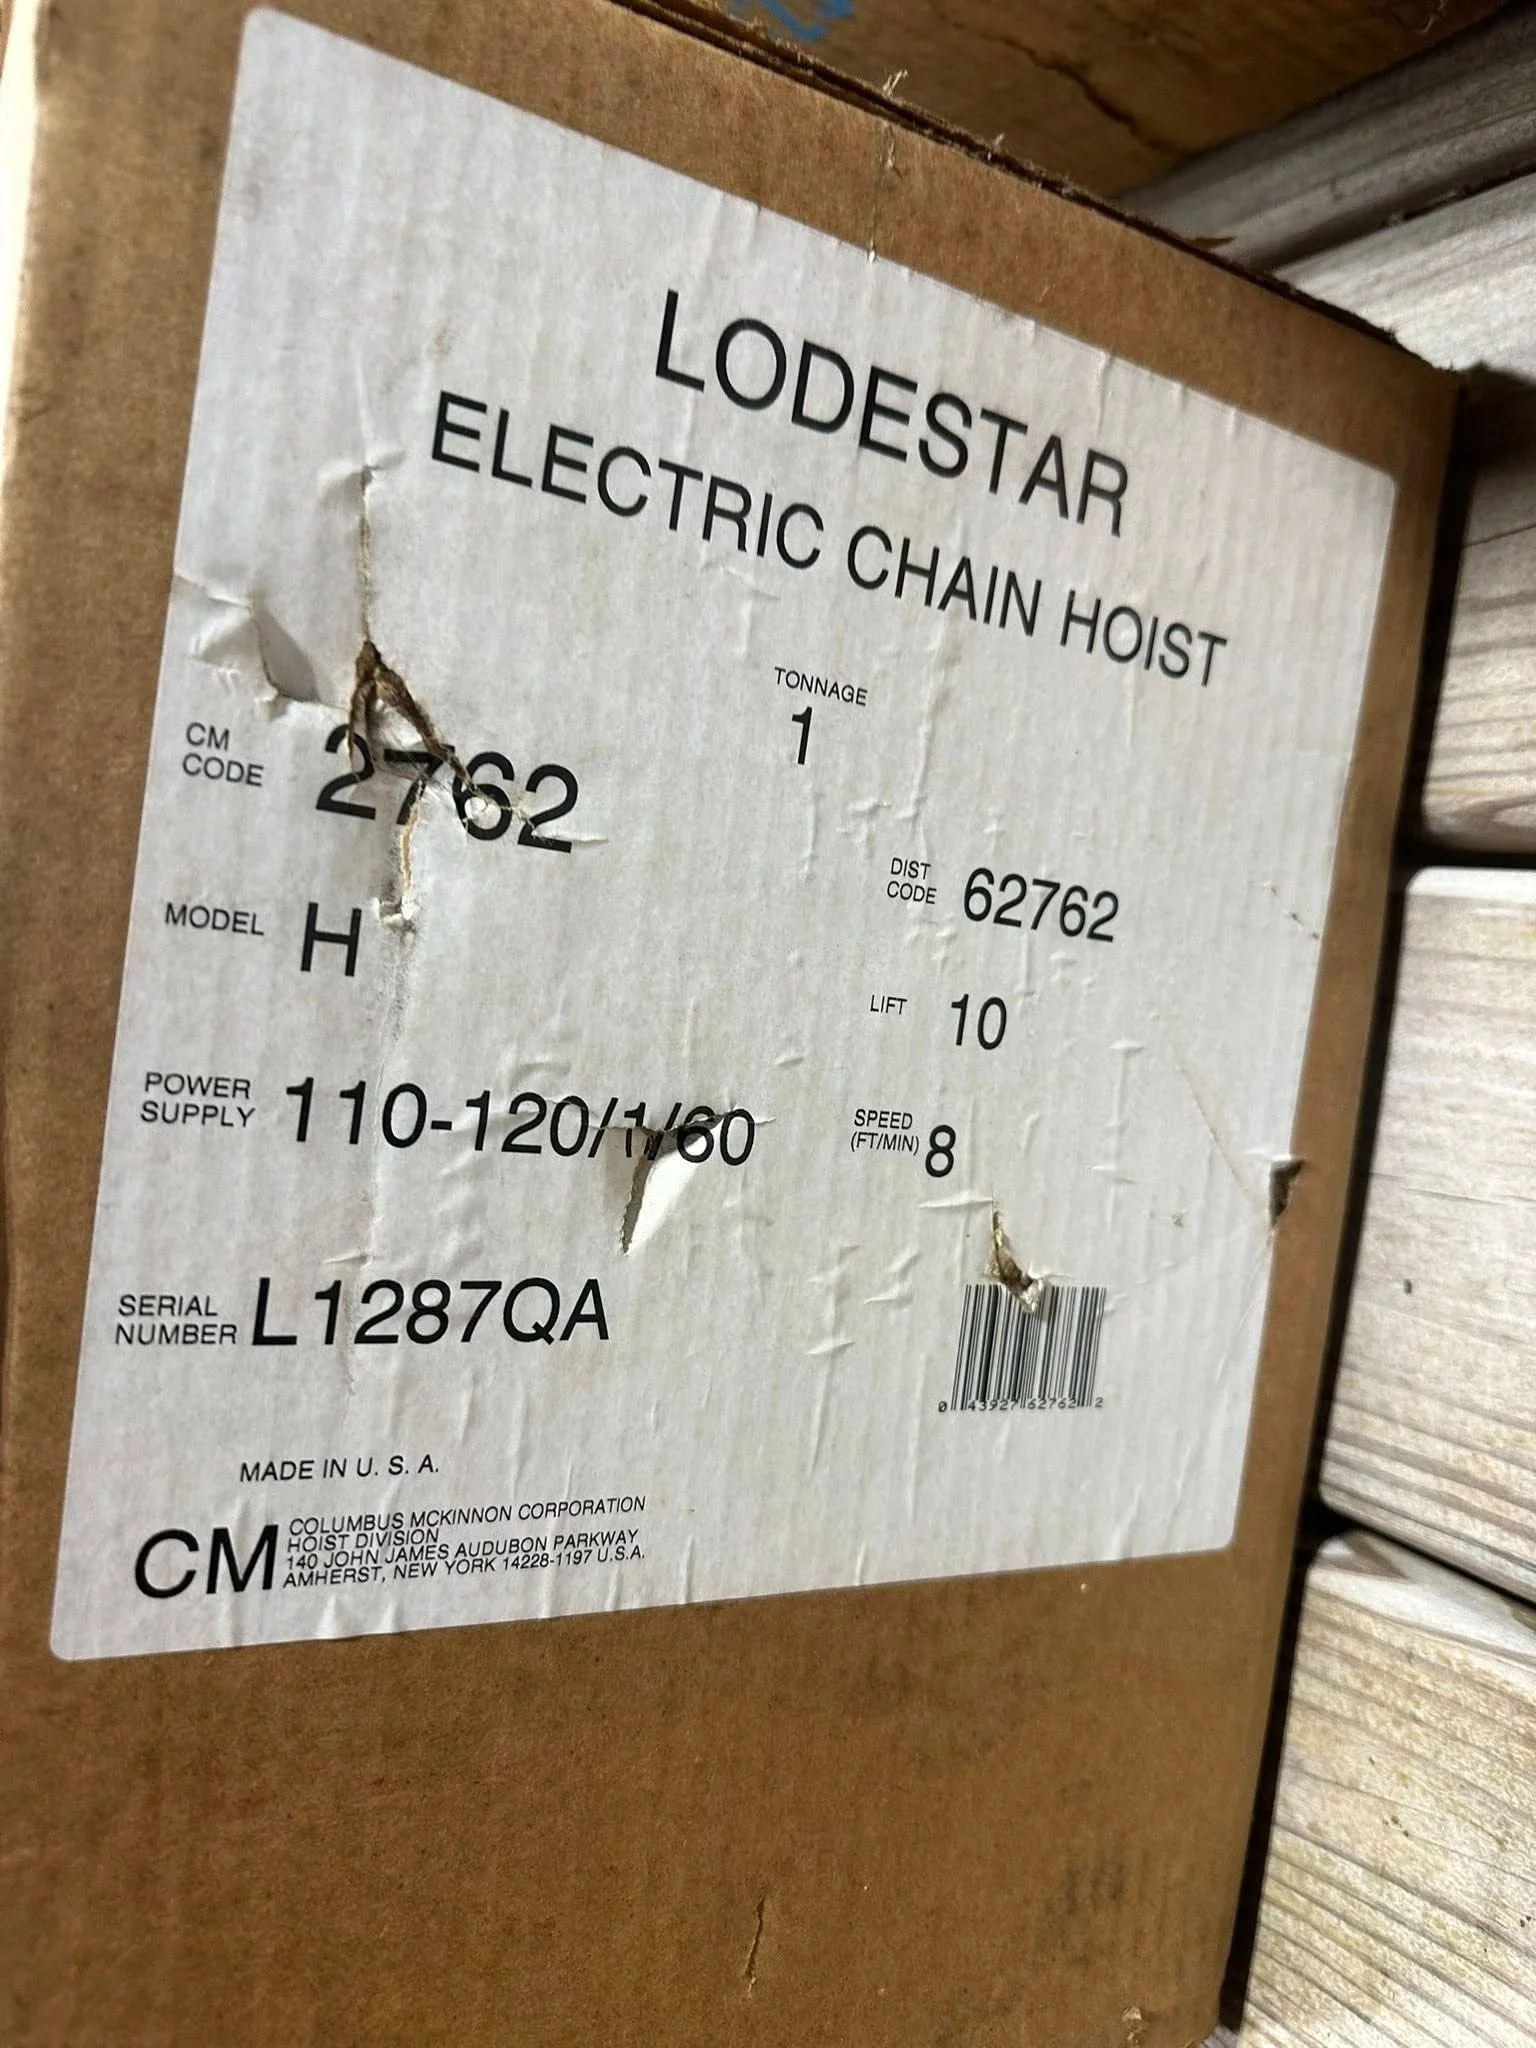 LODESTAR
ELECTRIC CHAIN HOIST
TONNAGE
1
CM
CODE 2762
DIST
CODE 62762
MODEL H
LIFT 10
POWER
SUPPLY 110-120/1/60
SPEED
(FT/MIN) 8
SERIAL
NUMBER L1287QA
0 43927 62762 2
MADE IN U. S. A.
CM
COLUMBUS MCKINNON CORPORATION
HOIST DIVISION
140 JOHN JAMES AUDUBON PARKWAY
AMHERST, NEW YORK 14228-1197 U.S.A.